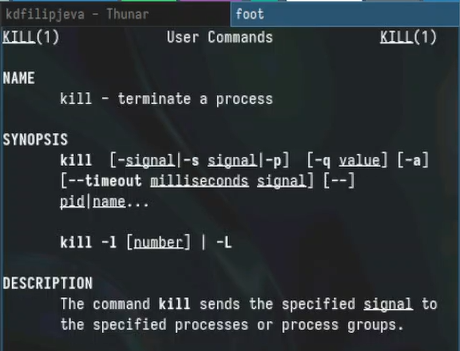 kdfilipjeva - Thunar
foot
KILL(1) User Commands KILL(1)
NAME
kill - terminate a process
SYNOPSIS
kill [-signal|-s signal|-p] [-q value] [-a]
[--timeout milliseconds signal] [--]
pid|name...
kill -l [number] | -L
DESCRIPTION
The command kill sends the specified signal to
the specified processes or process groups.